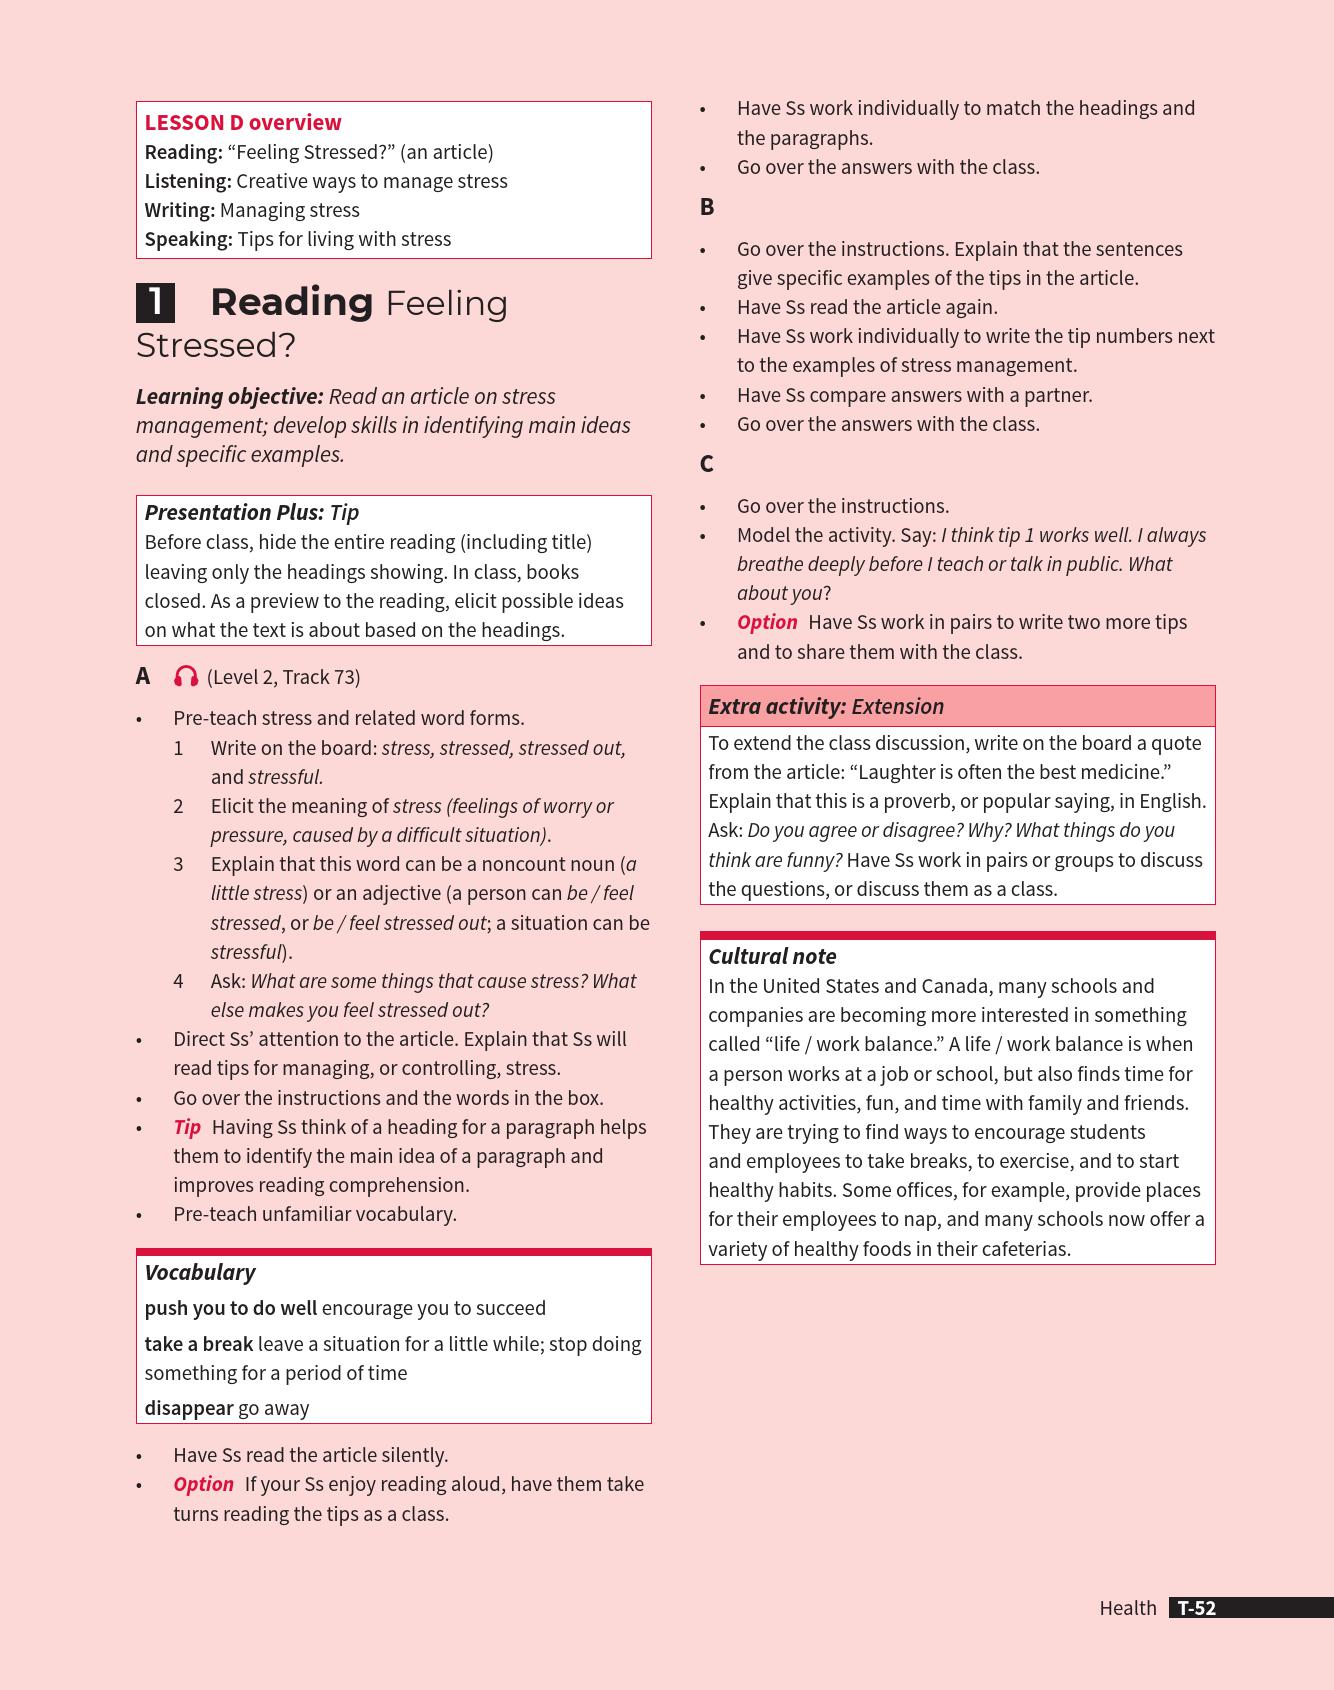 LESSON D overview
Reading: “Feeling Stressed?” (an article)
Listening: Creative ways to manage stress
Writing: Managing stress
Speaking: Tips for living with stress
1 Reading Feeling
Stressed?
Learning objective: Read an article on stress
management; develop skills in identifying main ideas
and specific examples.
Presentation Plus: Tip
Before class, hide the entire reading (including title)
leaving only the headings showing. In class, books
closed. As a preview to the reading, elicit possible ideas
on what the text is about based on the headings.
A (Level 2, Track 73)
• Pre-teach stress and related word forms.
1 Write on the board: stress, stressed, stressed out,
and stressful.
2 Elicit the meaning of stress (feelings of worry or
pressure, caused by a difficult situation).
3 Explain that this word can be a noncount noun (a
little stress) or an adjective (a person can be / feel
stressed, or be / feel stressed out; a situation can be
stressful).
4 Ask: What are some things that cause stress? What
else makes you feel stressed out?
• Direct Ss’ attention to the article. Explain that Ss will
read tips for managing, or controlling, stress.
• Go over the instructions and the words in the box.
• Tip Having Ss think of a heading for a paragraph helps
them to identify the main idea of a paragraph and
improves reading comprehension.
• Pre-teach unfamiliar vocabulary.
Vocabulary
push you to do well encourage you to succeed
take a break leave a situation for a little while; stop doing
something for a period of time
disappear go away
• Have Ss read the article silently.
• Option If your Ss enjoy reading aloud, have them take
turns reading the tips as a class.
• Have Ss work individually to match the headings and
the paragraphs.
• Go over the answers with the class.
B
• Go over the instructions. Explain that the sentences
give specific examples of the tips in the article.
• Have Ss read the article again.
• Have Ss work individually to write the tip numbers next
to the examples of stress management.
• Have Ss compare answers with a partner.
• Go over the answers with the class.
C
• Go over the instructions.
• Model the activity. Say: I think tip 1 works well. I always
breathe deeply before I teach or talk in public. What
about you?
• Option Have Ss work in pairs to write two more tips
and to share them with the class.
Extra activity: Extension
To extend the class discussion, write on the board a quote
from the article: “Laughter is often the best medicine.”
Explain that this is a proverb, or popular saying, in English.
Ask: Do you agree or disagree? Why? What things do you
think are funny? Have Ss work in pairs or groups to discuss
the questions, or discuss them as a class.
Cultural note
In the United States and Canada, many schools and
companies are becoming more interested in something
called “life / work balance.” A life / work balance is when
a person works at a job or school, but also finds time for
healthy activities, fun, and time with family and friends.
They are trying to find ways to encourage students
and employees to take breaks, to exercise, and to start
healthy habits. Some offices, for example, provide places
for their employees to nap, and many schools now offer a
variety of healthy foods in their cafeterias.
Health T-52